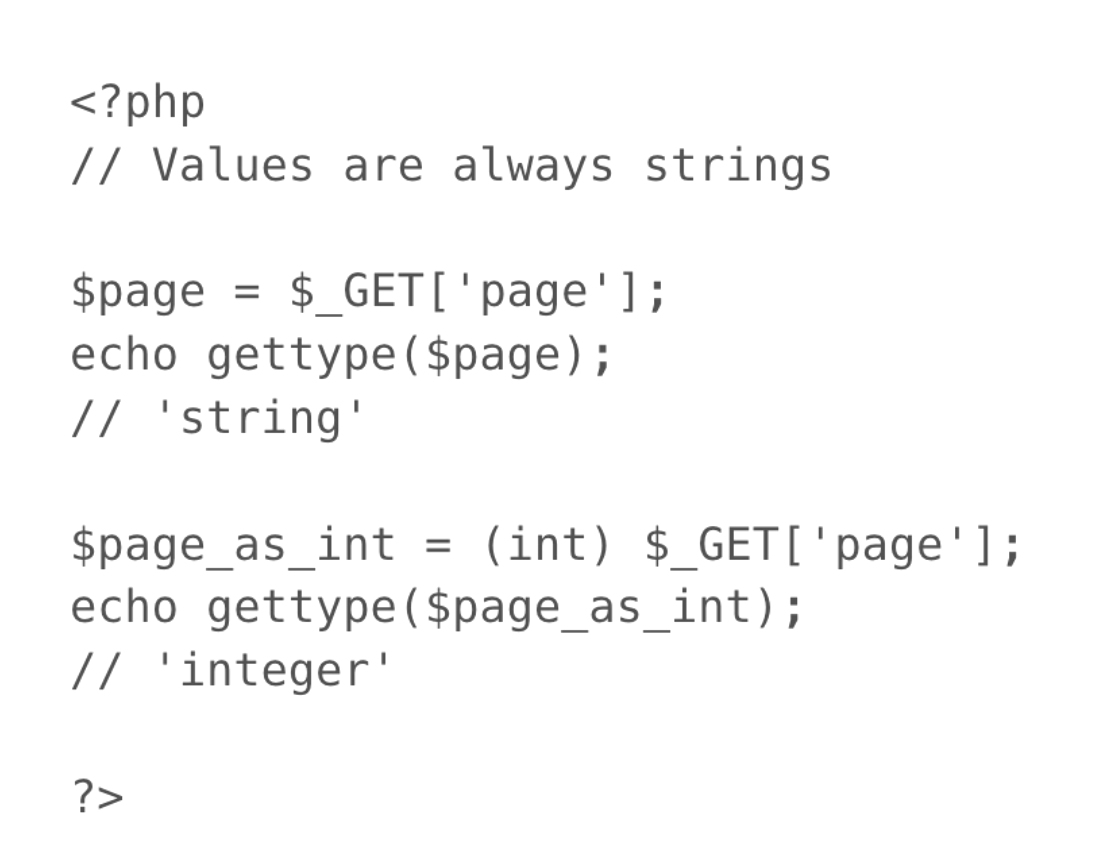 <?php
// Values are always strings
$page = $_GET['page'];
echo gettype($page);
// 'string'
$page_as_int = (int) $_GET['page'];
echo gettype($page_as_int);
// 'integer'
?>